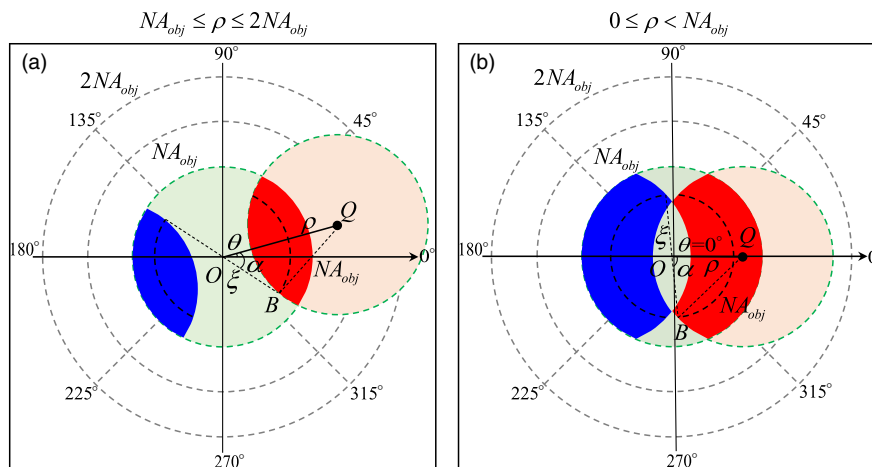 NA_obj ≤ ρ ≤ 2NA_obj
0 ≤ ρ < NA_obj
(a)
90°
2NA_obj
135°
45°
NA_obj
Q
ρ
θ
180°
0°
O
α
NA_obj
ξ
B
225°
315°
270°
(b)
90°
2NA_obj
135°
45°
NA_obj
ξ
θ=0°
Q
180°
0°
O
α
ρ
NA_obj
B
225°
315°
270°